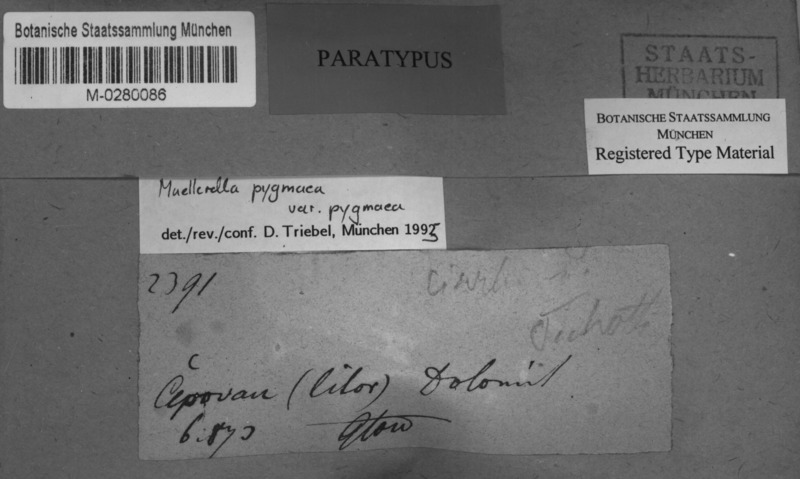 Botanische Staatssammlung München
M-0280086
PARATYPUS
STAATS-
HERBARIUM
MÜNCHEN
BOTANISCHE STAATSSAMMLUNG
MÜNCHEN
Registered Type Material
Muellerella pygmaea
var. pygmaea
det./rev./conf. D. Triebel, München 1995
2391
Čepovan (litor) Dolomit
6.873